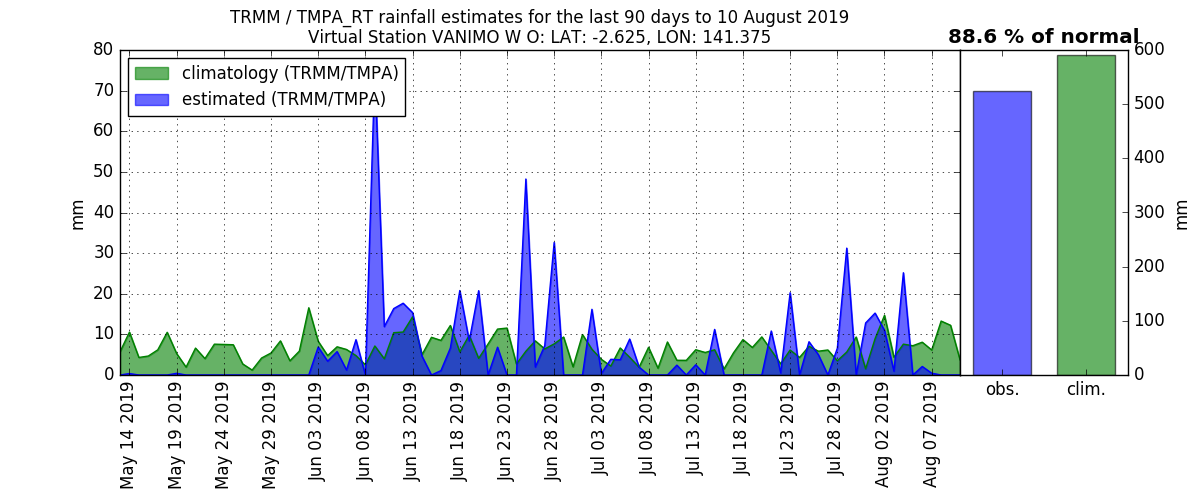 TRMM / TMPA_RT rainfall estimates for the last 90 days to 10 August 2019
Virtual Station VANIMO W O: LAT: -2.625, LON: 141.375
88.6 % of normal
climatology (TRMM/TMPA)
estimated (TRMM/TMPA)
80
70
60
50
40
30
20
10
0
mm
600
500
400
300
200
100
0
mm
May 14 2019
May 19 2019
May 24 2019
May 29 2019
Jun 03 2019
Jun 08 2019
Jun 13 2019
Jun 18 2019
Jun 23 2019
Jun 28 2019
Jul 03 2019
Jul 08 2019
Jul 13 2019
Jul 18 2019
Jul 23 2019
Jul 28 2019
Aug 02 2019
Aug 07 2019
obs.
clim.